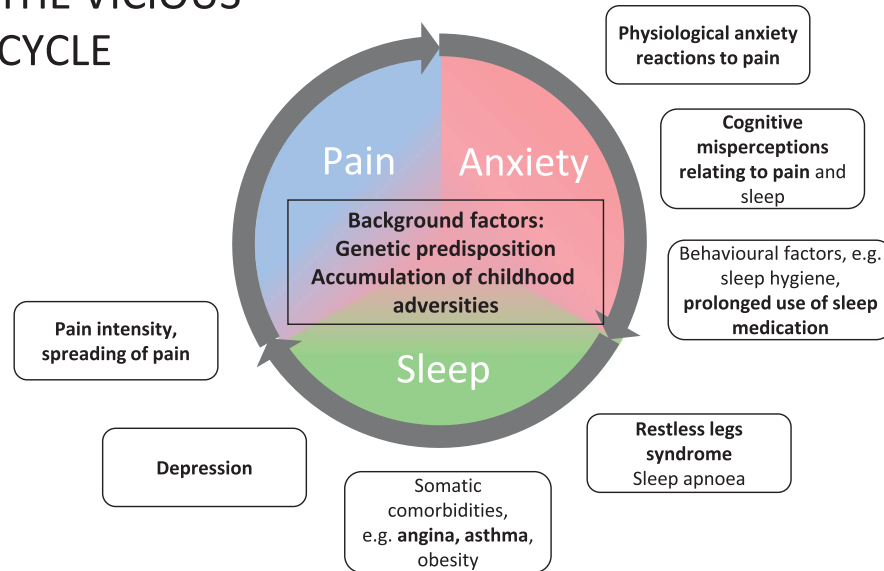 THE VICIOUS
CYCLE
Physiological anxiety
reactions to pain
Cognitive
misperceptions
relating to pain and
sleep
Behavioural factors, e.g.
sleep hygiene,
prolonged use of sleep
medication
Restless legs
syndrome
Sleep apnoea
Somatic
comorbidities,
e.g. angina, asthma,
obesity
Depression
Pain intensity,
spreading of pain
Pain
Anxiety
Sleep
Background factors:
Genetic predisposition
Accumulation of childhood
adversities